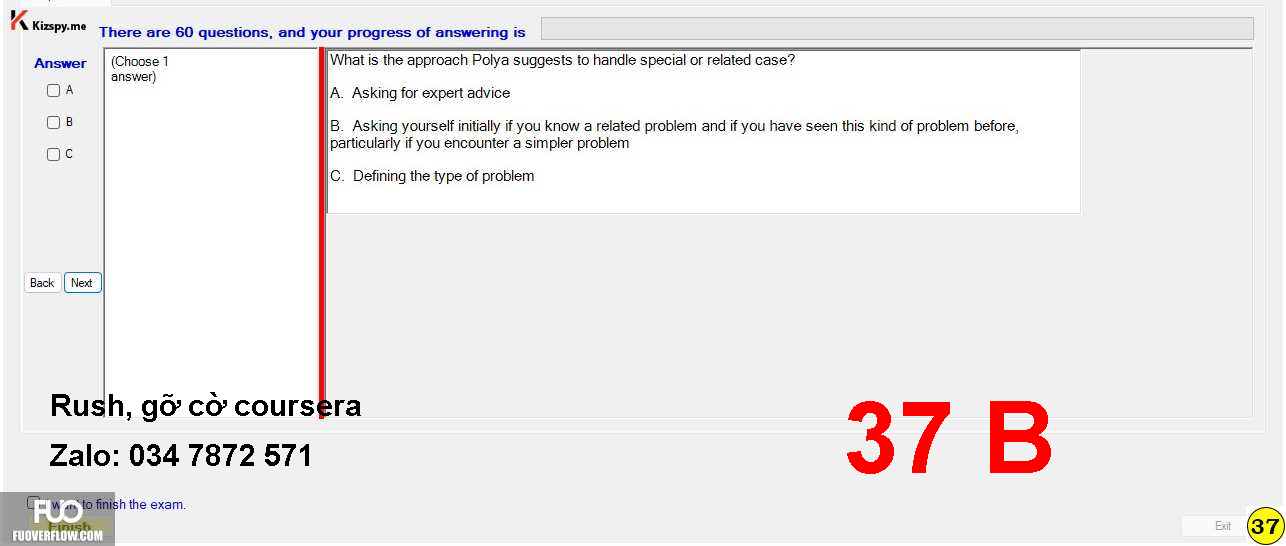 Kizspy.me
There are 60 questions, and your progress of answering is
Answer
(Choose 1
answer)
A
B
C
What is the approach Polya suggests to handle special or related case?
A. Asking for expert advice
B. Asking yourself initially if you know a related problem and if you have seen this kind of problem before,
particularly if you encounter a simpler problem
C. Defining the type of problem
Back
Next
Rush, gỡ cờ coursera
Zalo: 034 7872 571
37 B
I want to finish the exam.
Finish
FUO
FUOVERFLOW.COM
Exit
37